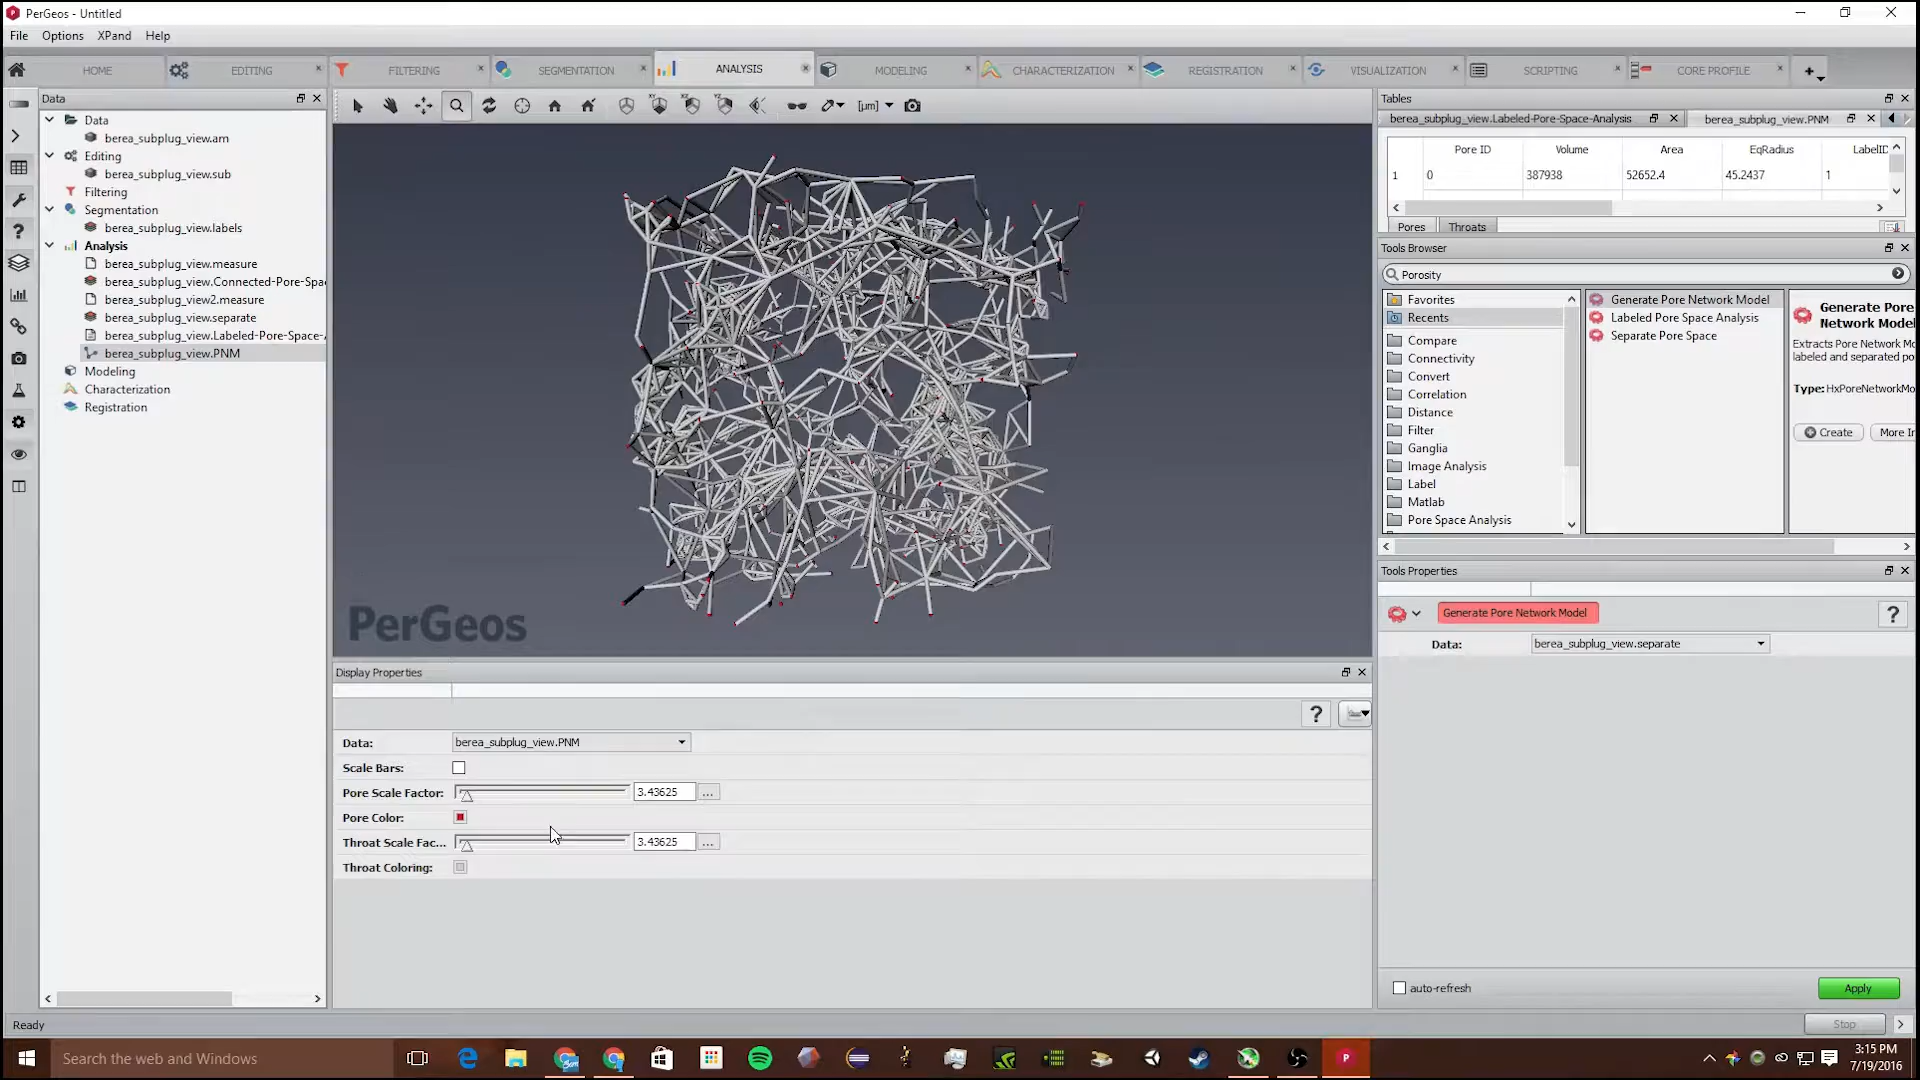 PerGeos - Untitled
File Options XPand Help
HOME EDITING FILTERING SEGMENTATION ANALYSIS MODELING CHARACTERIZATION REGISTRATION VISUALIZATION SCRIPTING CORE PROFILE
Data
Data
berea_subplug_view.am
Editing
berea_subplug_view.sub
Filtering
Segmentation
berea_subplug_view.labels
Analysis
berea_subplug_view.measure
berea_subplug_view.Connected-Pore-Spa
berea_subplug_view2.measure
berea_subplug_view.separate
berea_subplug_view.Labeled-Pore-Space-
berea_subplug_view.PNM
Modeling
Characterization
Registration
XY XZ YZ [µm]
PerGeos
Display Properties
?
Data: berea_subplug_view.PNM
Scale Bars:
Pore Scale Factor: 3.43625 ...
Pore Color:
Throat Scale Fac... 3.43625 ...
Throat Coloring:
Tables
berea_subplug_view.Labeled-Pore-Space-Analysis berea_subplug_view.PNM
Pore ID Volume Area EqRadius LabelID
1 0 387938 52652.4 45.2437 1
Pores Throats
Tools Browser
Porosity
Favorites
Recents
Compare
Connectivity
Convert
Correlation
Distance
Filter
Ganglia
Image Analysis
Label
Matlab
Pore Space Analysis
Generate Pore Network Model
Labeled Pore Space Analysis
Separate Pore Space
Generate Pore
Network Mode
Extracts Pore Network Mo
labeled and separated po
Type: HxPoreNetworkMo
Create More In
Tools Properties
Generate Pore Network Model ?
Data: berea_subplug_view.separate
auto-refresh Apply
Ready Stop
Search the web and Windows
3:15 PM
7/19/2016